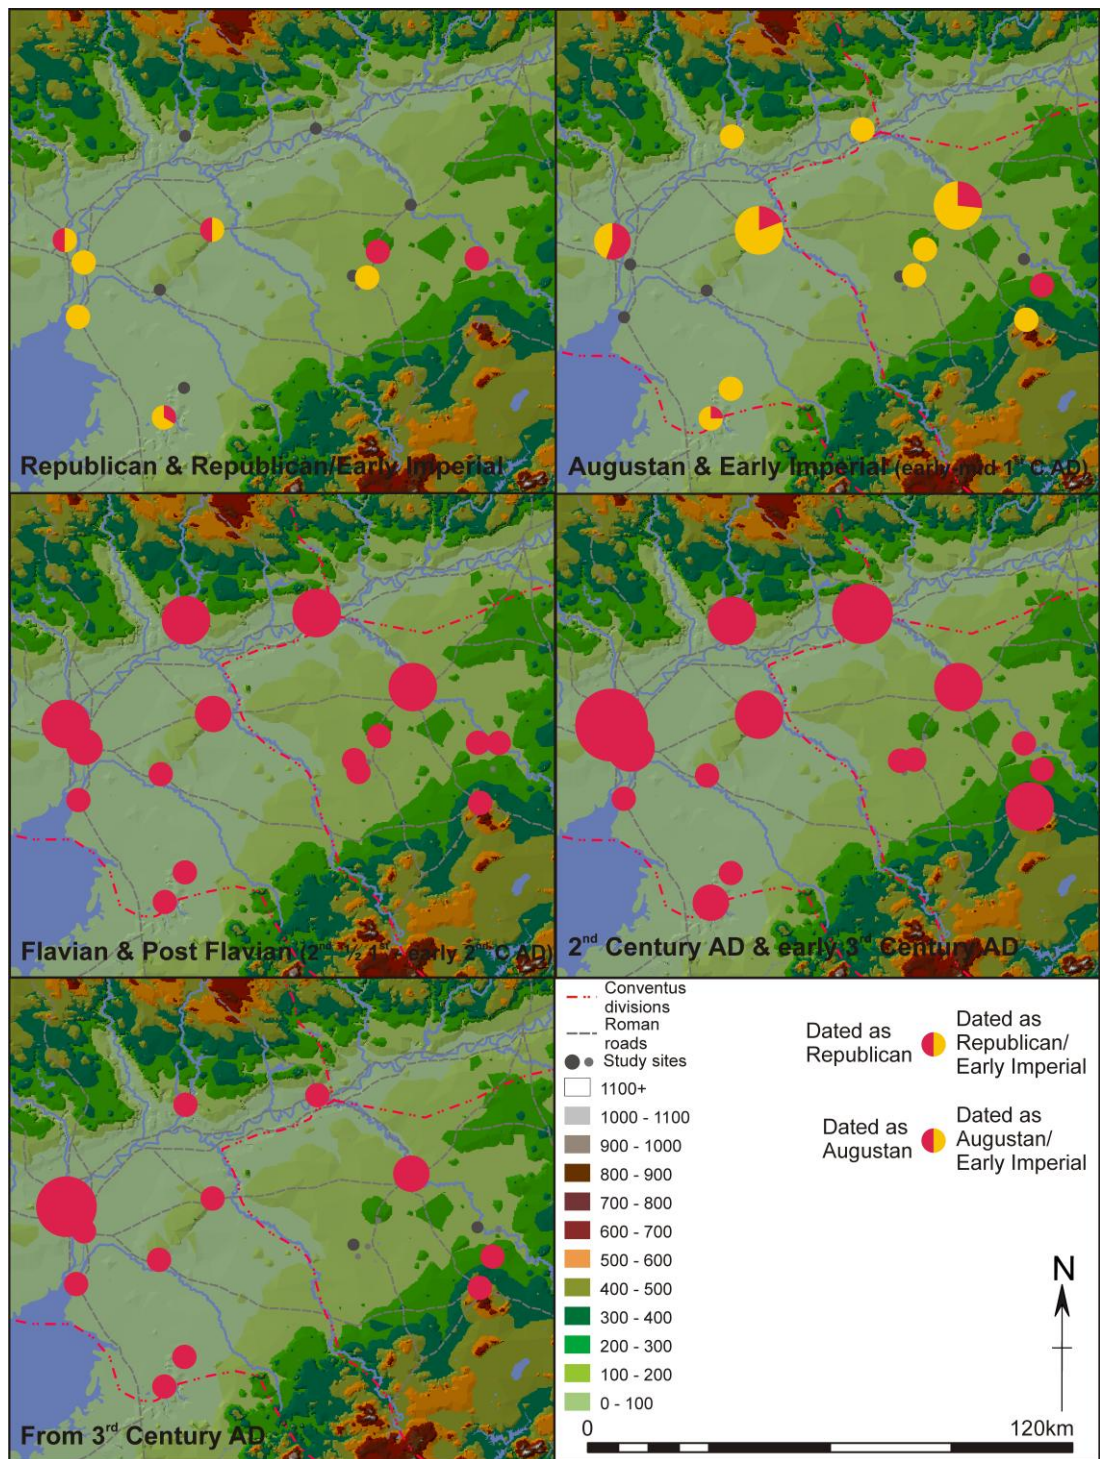 Republican & Republican/Early Imperial
Augustan & Early Imperial (early-mid 1st C AD)
Flavian & Post Flavian (2nd ½ 1st - early 2nd C AD)
2nd Century AD & early 3rd Century AD
From 3rd Century AD
Conventus
divisions
Roman
roads
Study sites
1100+
1000 - 1100
900 - 1000
800 - 900
700 - 800
600 - 700
500 - 600
400 - 500
300 - 400
200 - 300
100 - 200
0 - 100
Dated as
Republican
Dated as
Republican/
Early Imperial
Dated as
Augustan
Dated as
Augustan/
Early Imperial
N
0
120km